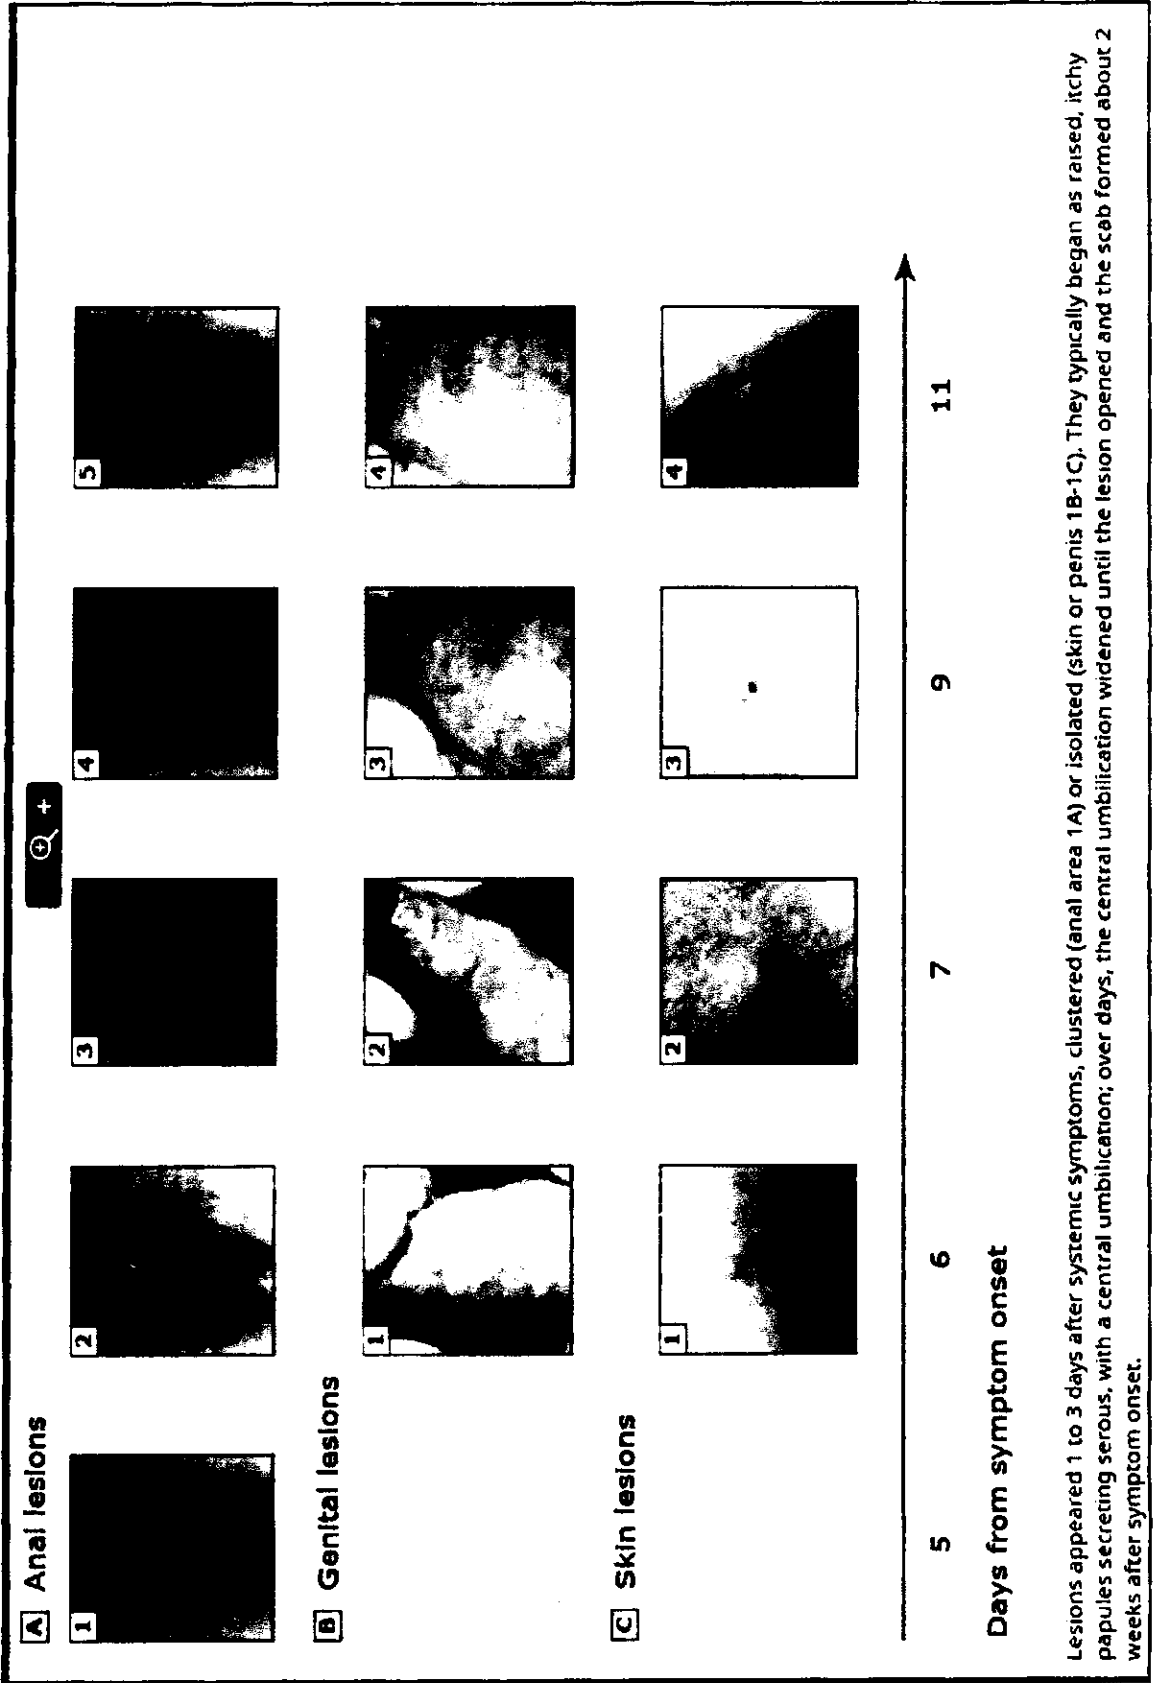 A Anal lesions
1
2
3
4
5
+
B Genital lesions
1
2
3
4
C Skin lesions
1
2
3
4
5 6 7 9 11
Days from symptom onset
Lesions appeared 1 to 3 days after systemic symptoms, clustered (anal area 1A) or isolated (skin or penis 1B-1C). They typically began as raised, itchy
papules secreting serous, with a central umbilication; over days, the central umbilication widened until the lesion opened and the scab formed about 2
weeks after symptom onset.